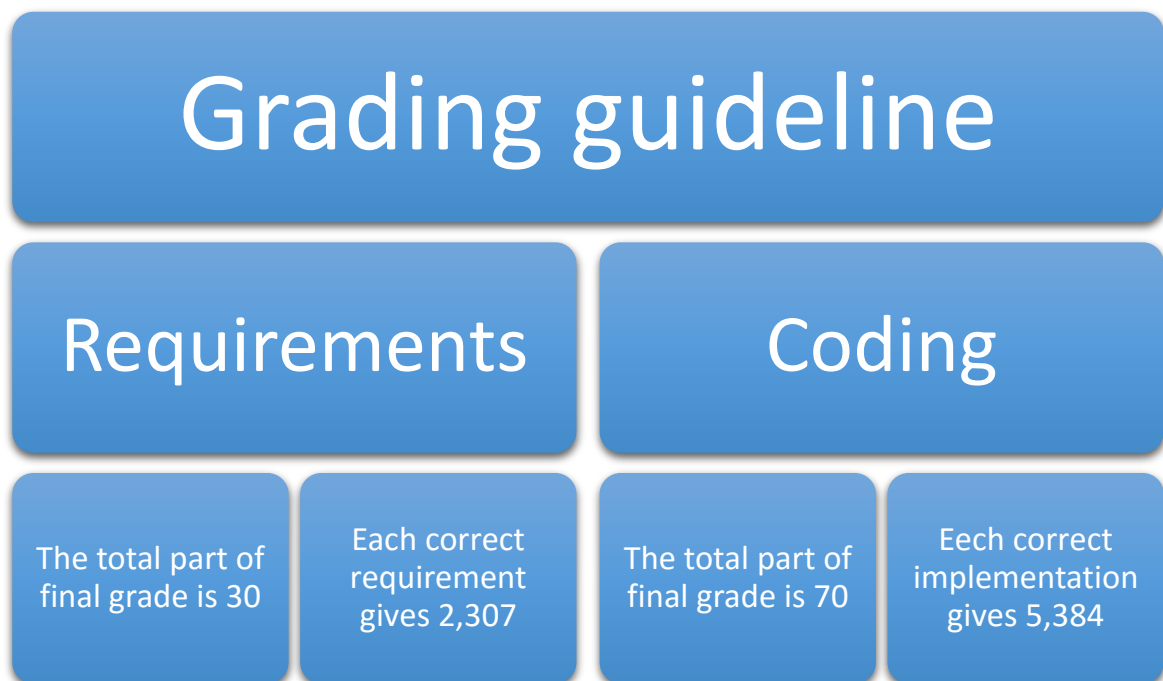 Grading guideline
Requirements
Coding
The total part of
final grade is 30
Each correct
requirement
gives 2,307
The total part of
final grade is 70
Eech correct
implementation
gives 5,384